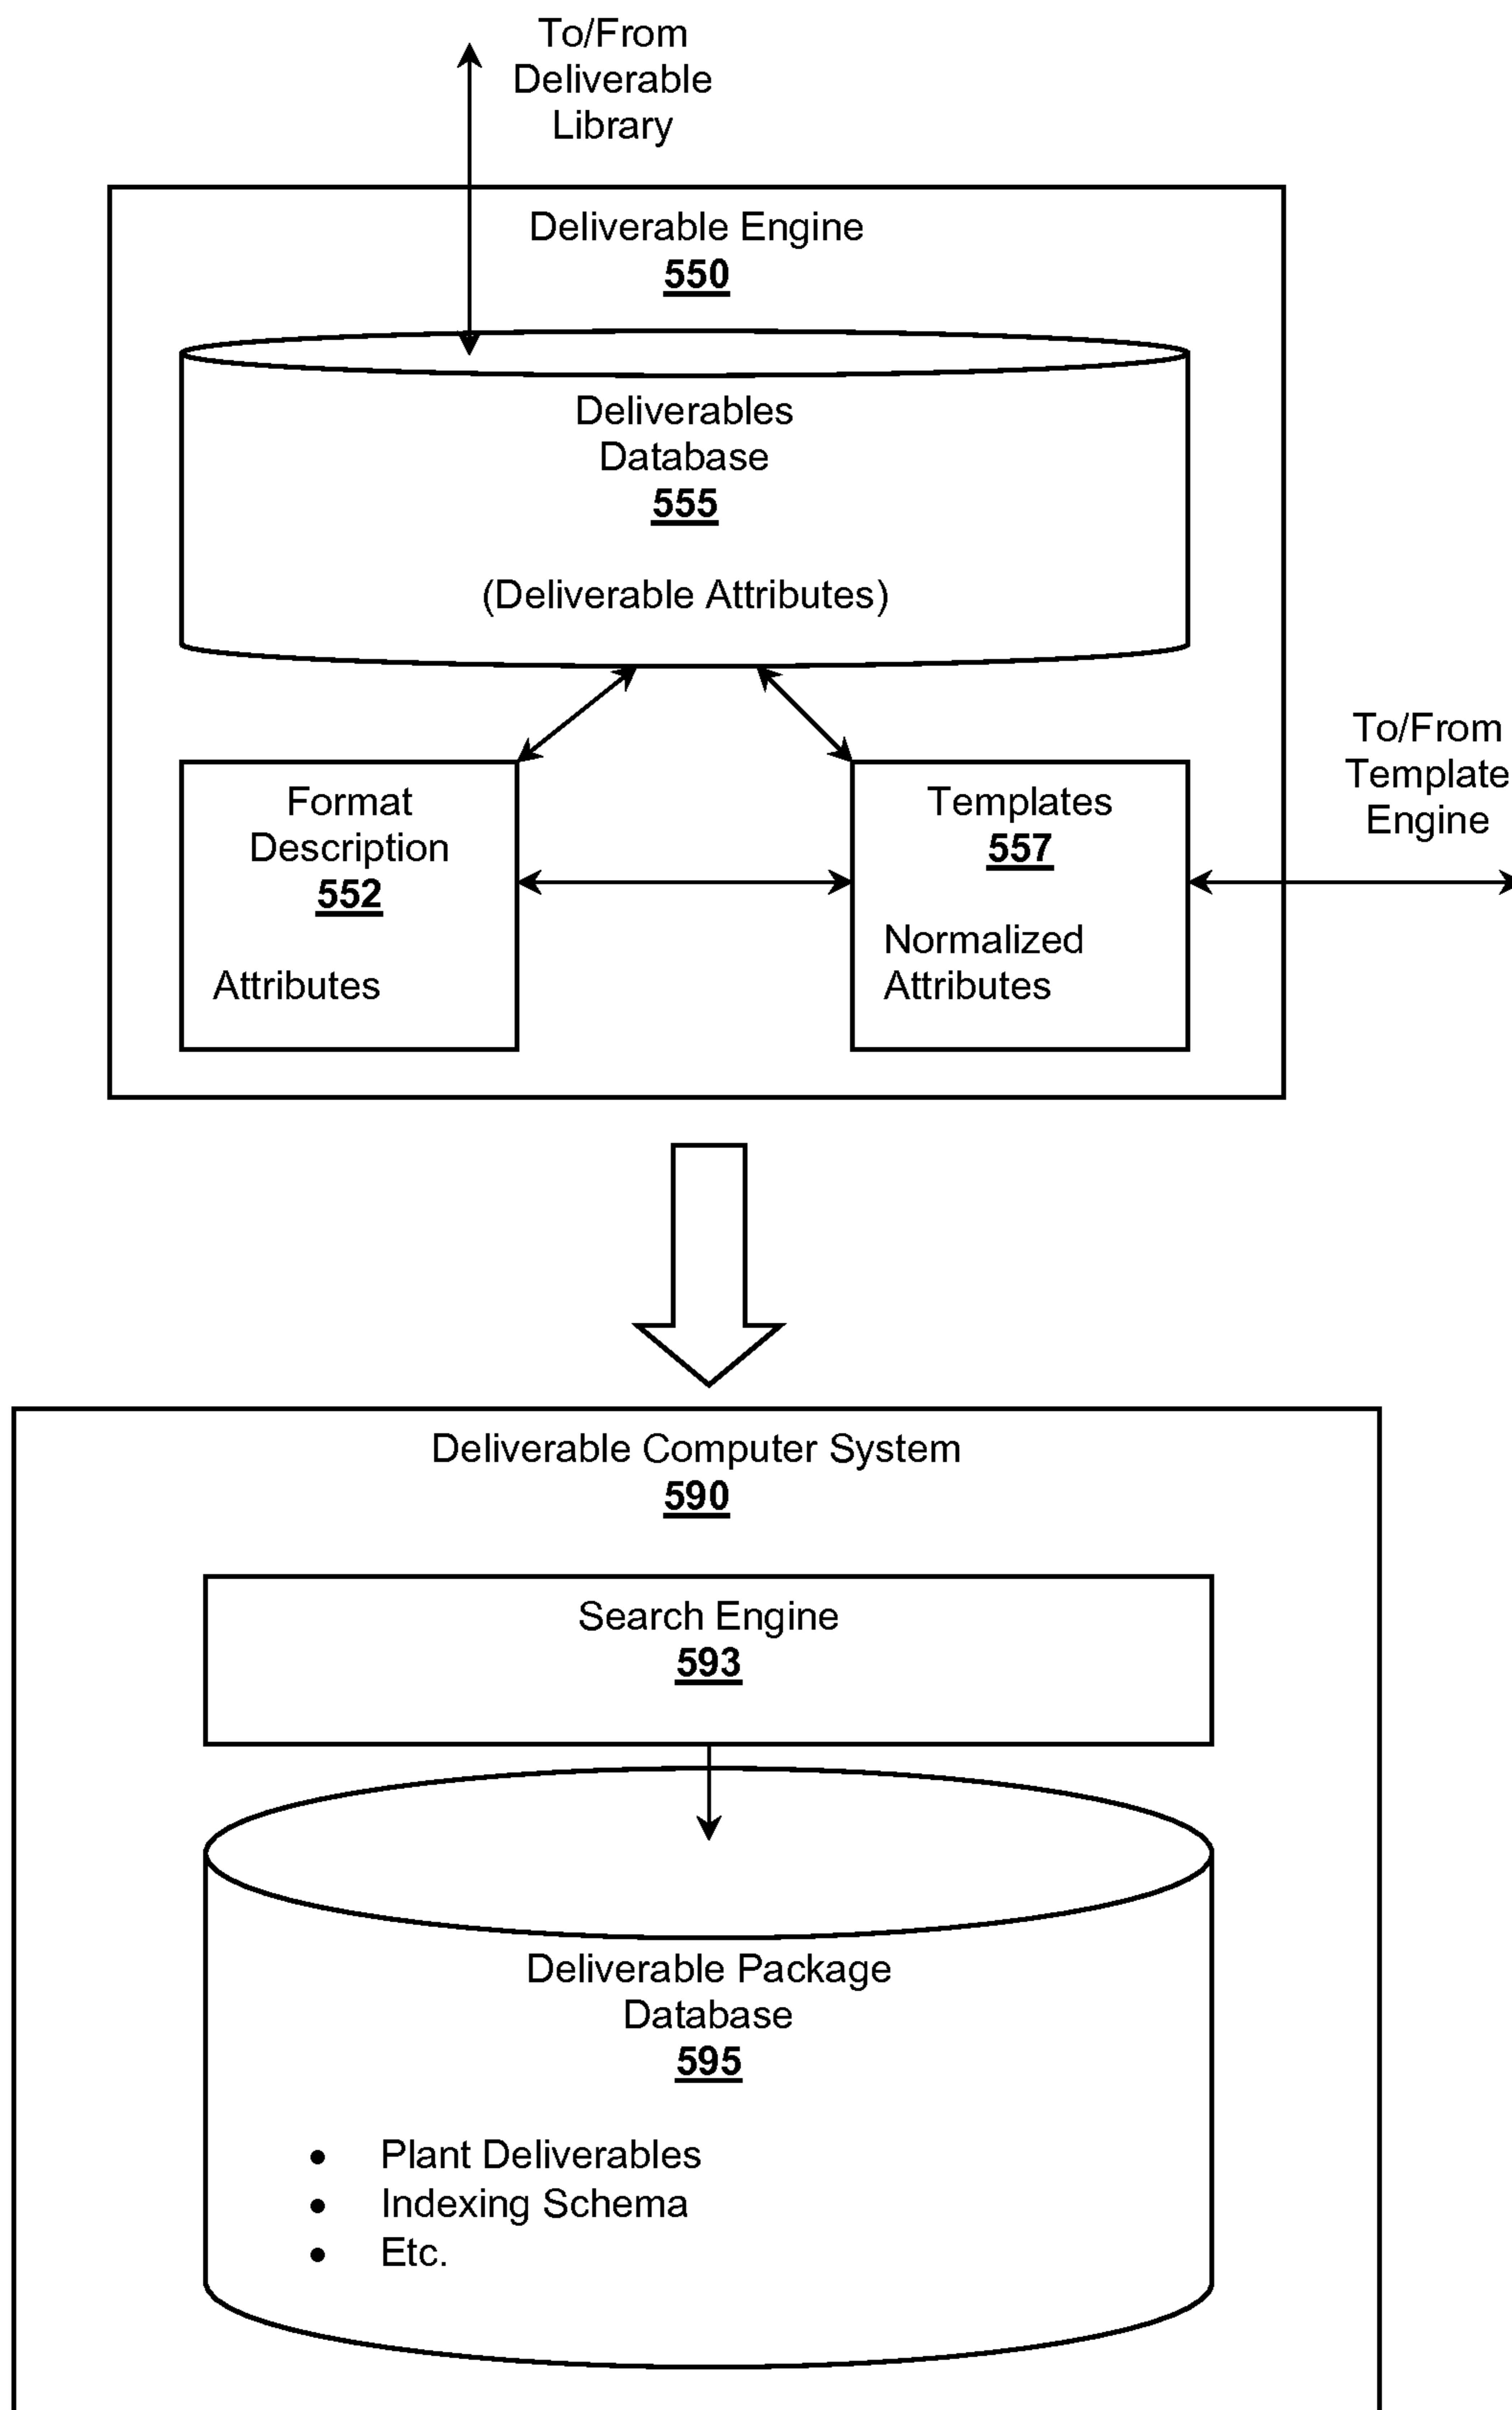 To/From
Deliverable
Library
Deliverable Engine
550
Deliverables
Database
555
(Deliverable Attributes)
To/From
Template
Engine
Format
Description
552
Attributes
Templates
557
Normalized
Attributes
Deliverable Computer System
590
Search Engine
593
Deliverable Package
Database
595
• Plant Deliverables
• Indexing Schema
• Etc.